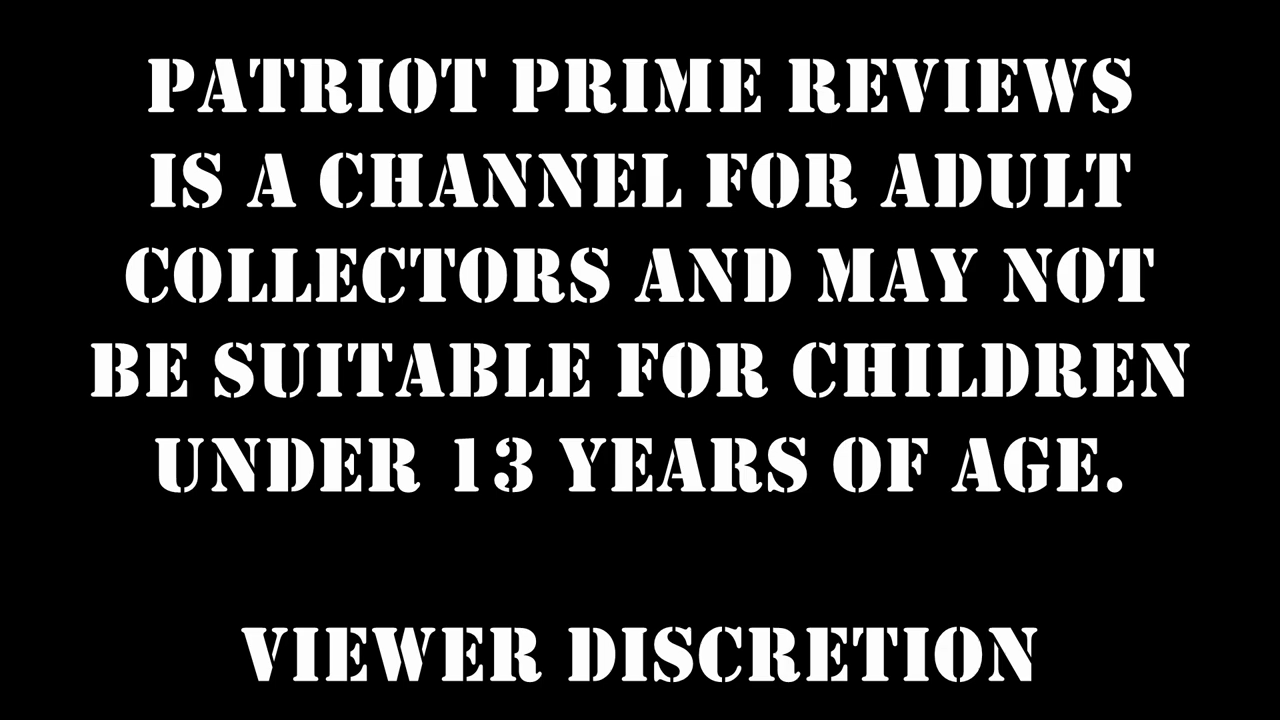 PATRIOT PRIME REVIEWS
IS A CHANNEL FOR ADULT
COLLECTORS AND MAY NOT
BE SUITABLE FOR CHILDREN
UNDER 13 YEARS OF AGE.
VIEWER DISCRETION